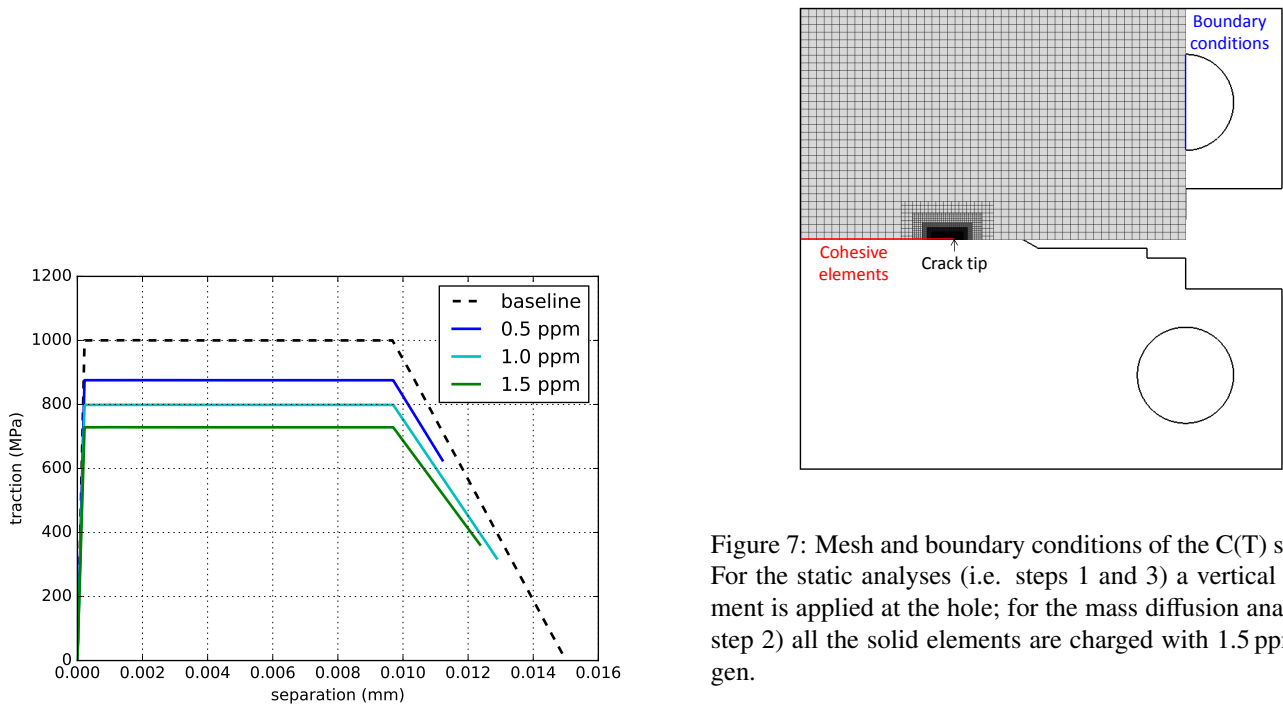 1200
1000
800
600
400
200
0
traction (MPa)
0.000 0.002 0.004 0.006 0.008 0.010 0.012 0.014 0.016
separation (mm)
baseline
0.5 ppm
1.0 ppm
1.5 ppm
Boundary
conditions
Cohesive
elements
Crack tip
Figure 7: Mesh and boundary conditions of the C(T) s
For the static analyses (i.e. steps 1 and 3) a vertical
ment is applied at the hole; for the mass diffusion ana
step 2) all the solid elements are charged with 1.5 pp
gen.